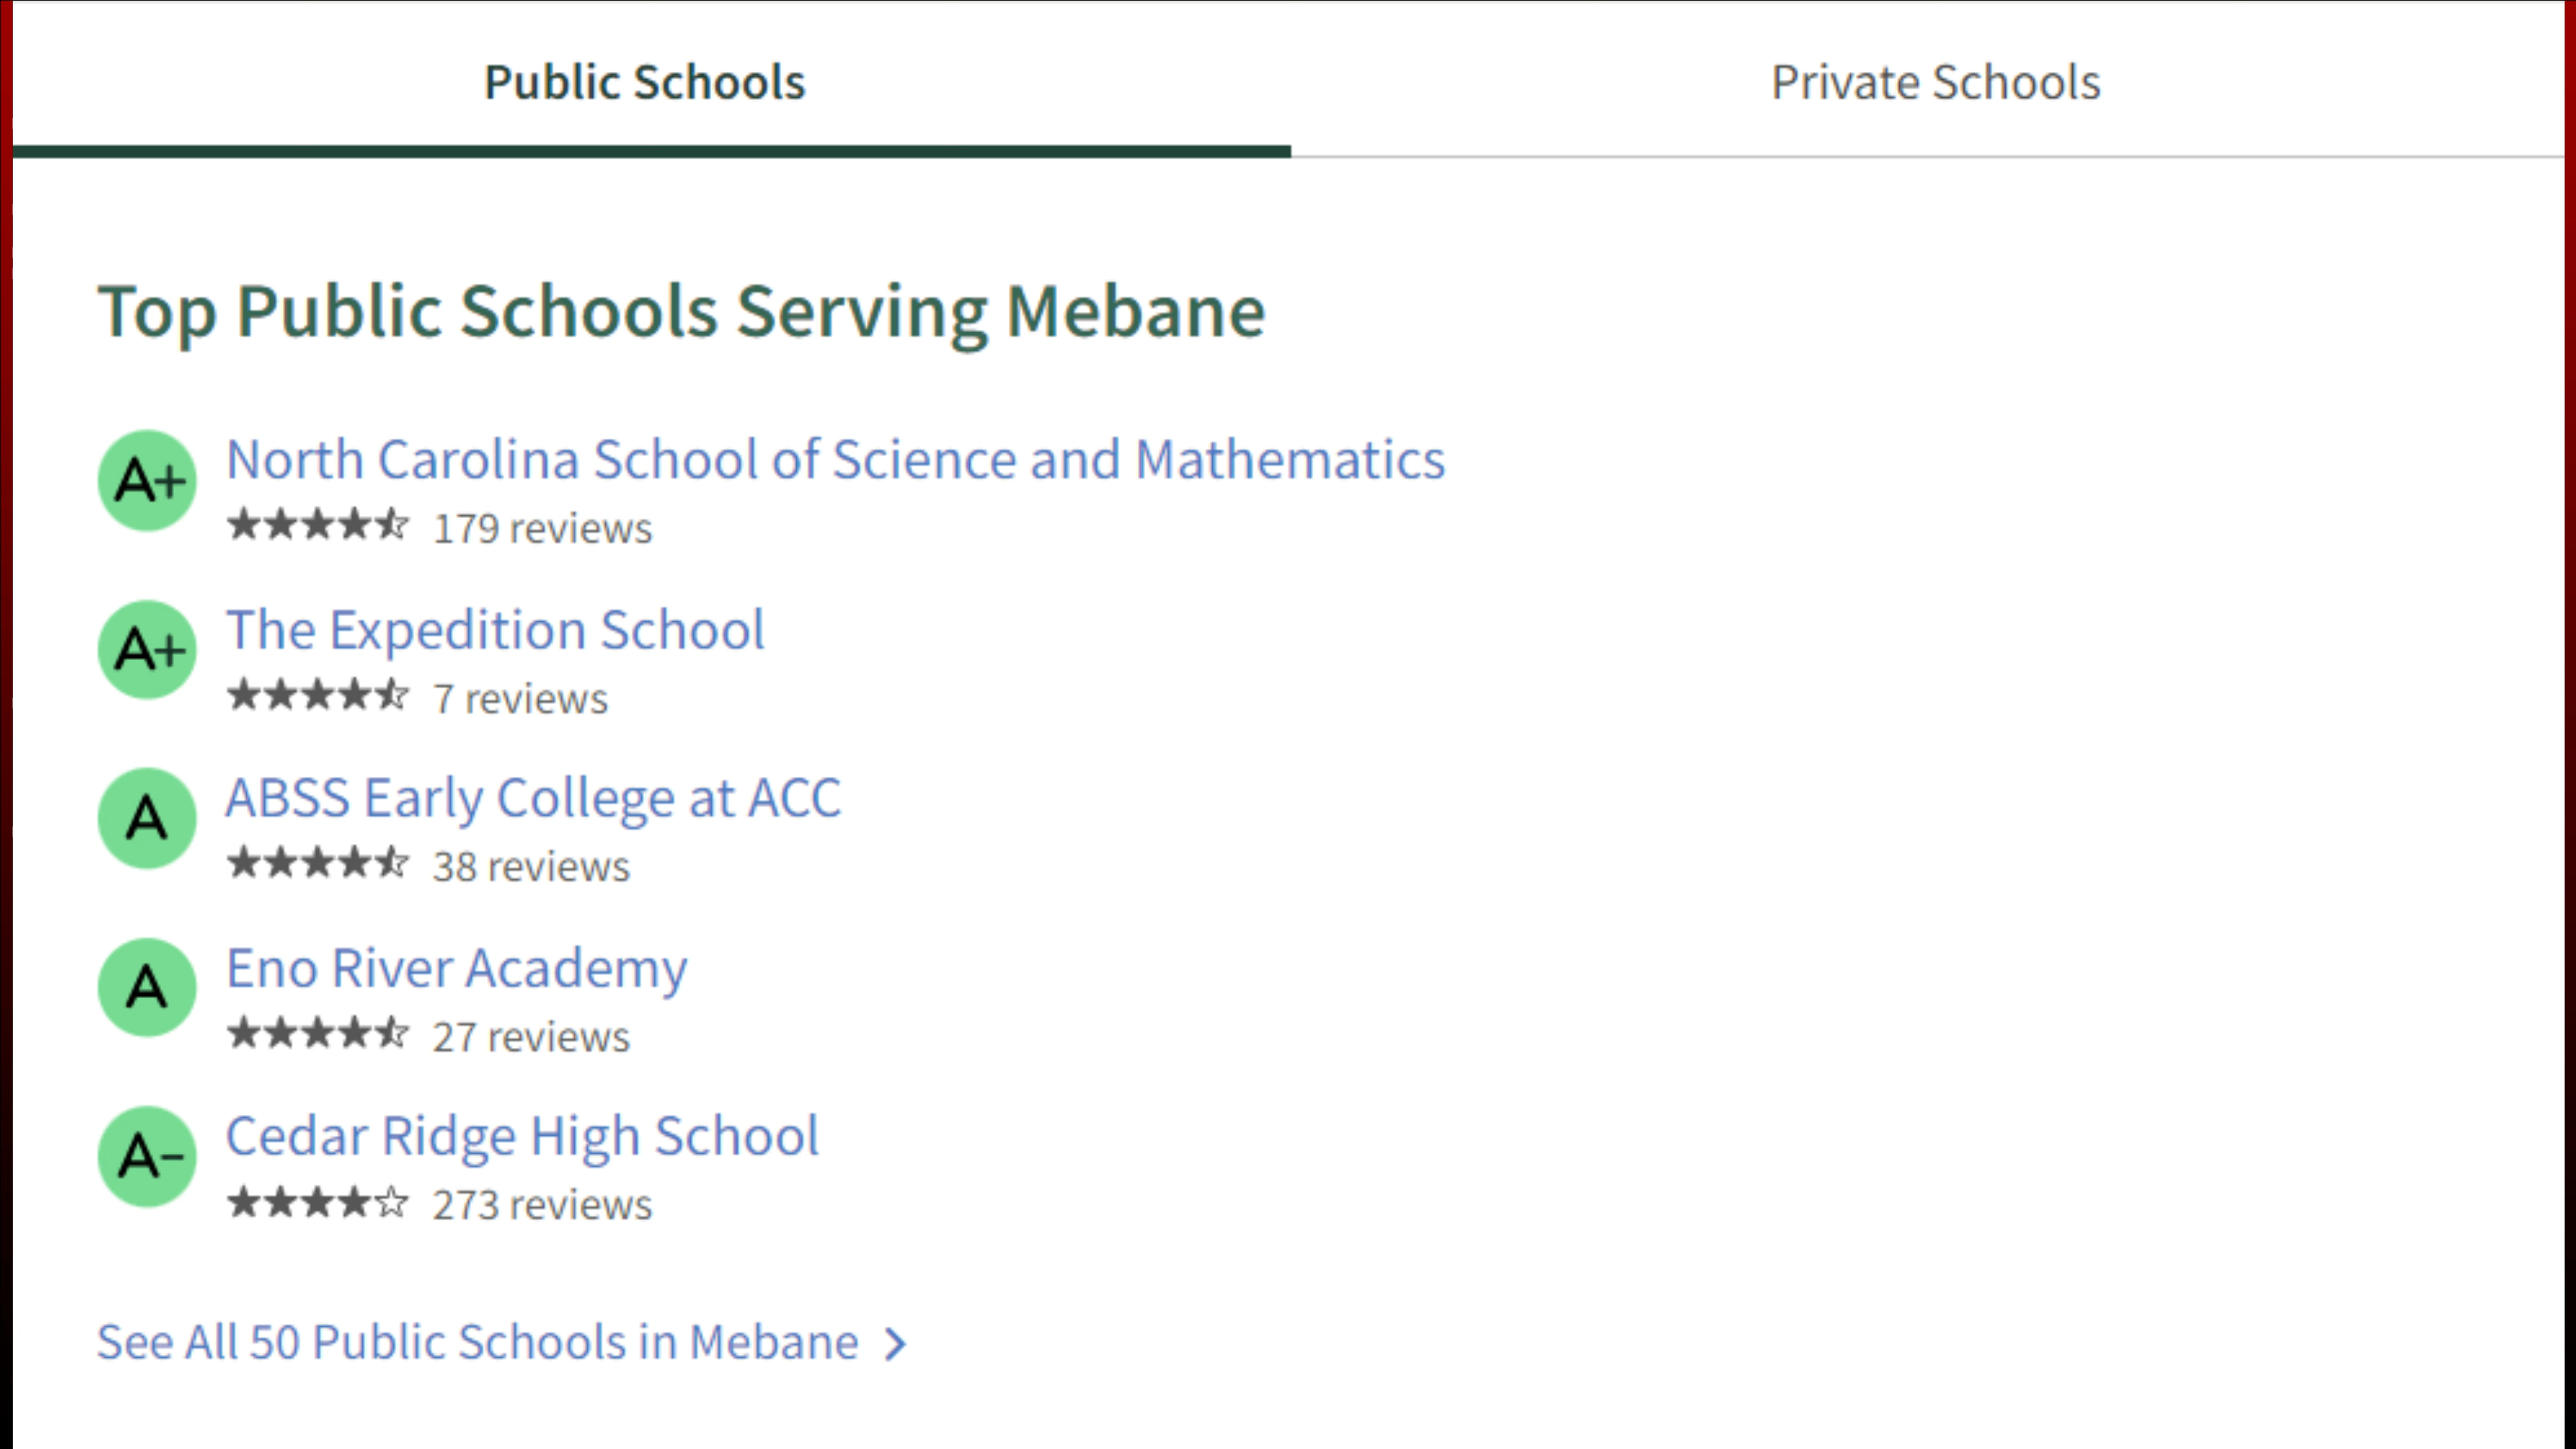 Public Schools
Private Schools
Top Public Schools Serving Mebane
A+
North Carolina School of Science and Mathematics
179 reviews
A+
The Expedition School
7 reviews
A
ABSS Early College at ACC
38 reviews
A
Eno River Academy
27 reviews
A-
Cedar Ridge High School
273 reviews
See All 50 Public Schools in Mebane